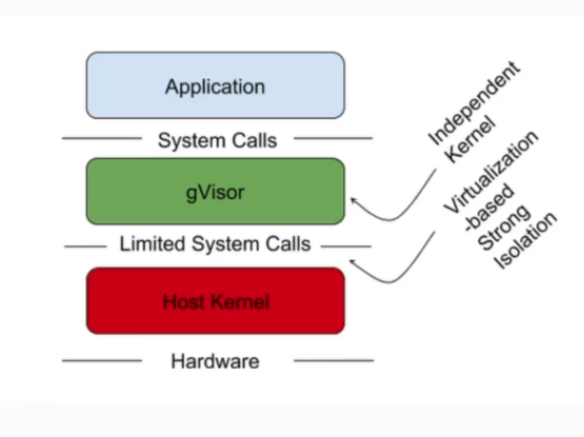 Application
System Calls
gVisor
Limited System Calls
Host Kernel
Hardware
Independent
Kernel
Virtualization
-based
Strong
Isolation